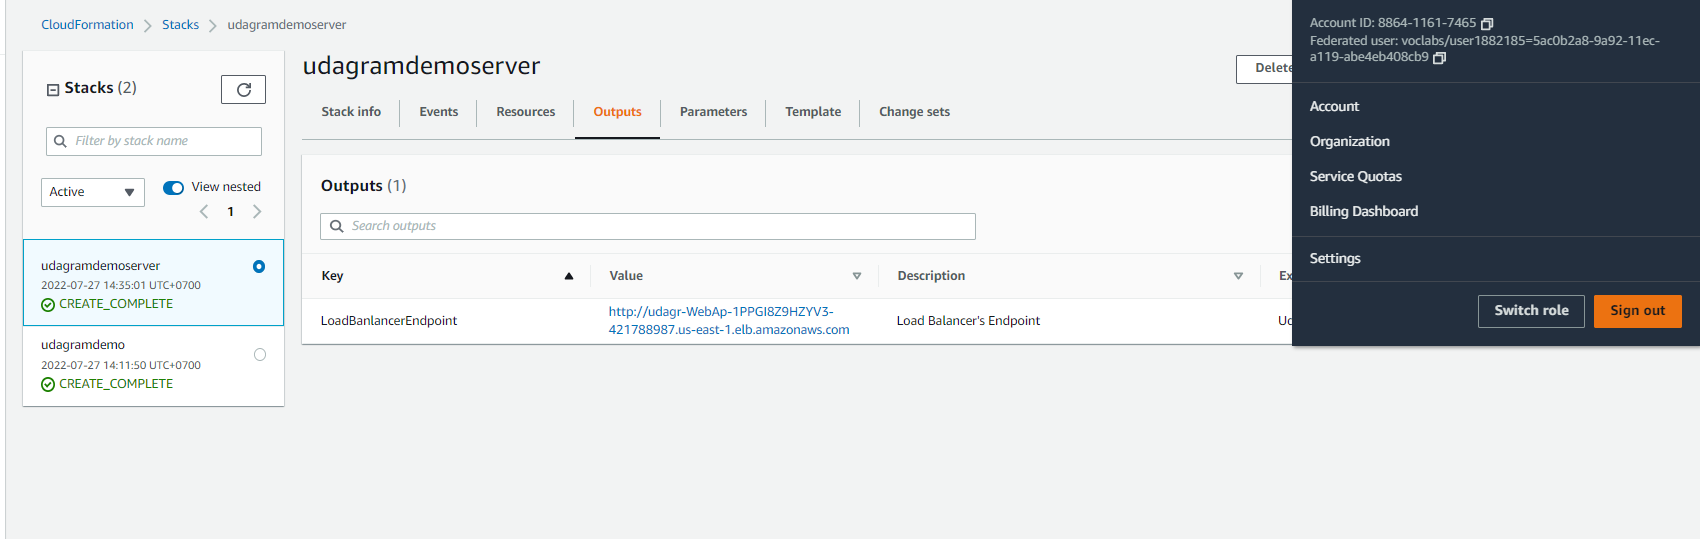 CloudFormation
Stacks
udagramdemoserver
Stacks (2)
Filter by stack name
Active
View nested
1
udagramdemoserver
2022-07-27 14:35:01 UTC+0700
CREATE_COMPLETE
udagramdemo
2022-07-27 14:11:50 UTC+0700
CREATE_COMPLETE
udagramdemoserver
Delete
Stack info
Events
Resources
Outputs
Parameters
Template
Change sets
Outputs (1)
Search outputs
Key
Value
Description
Ex
LoadBanlancerEndpoint
http://udagr-WebAp-1PPGI8Z9HZYV3-
421788987.us-east-1.elb.amazonaws.com
Load Balancer's Endpoint
Uc
Account ID: 8864-1161-7465
Federated user: voclabs/user1882185=5ac0b2a8-9a92-11ec-
a119-abe4eb408cb9
Account
Organization
Service Quotas
Billing Dashboard
Settings
Switch role
Sign out